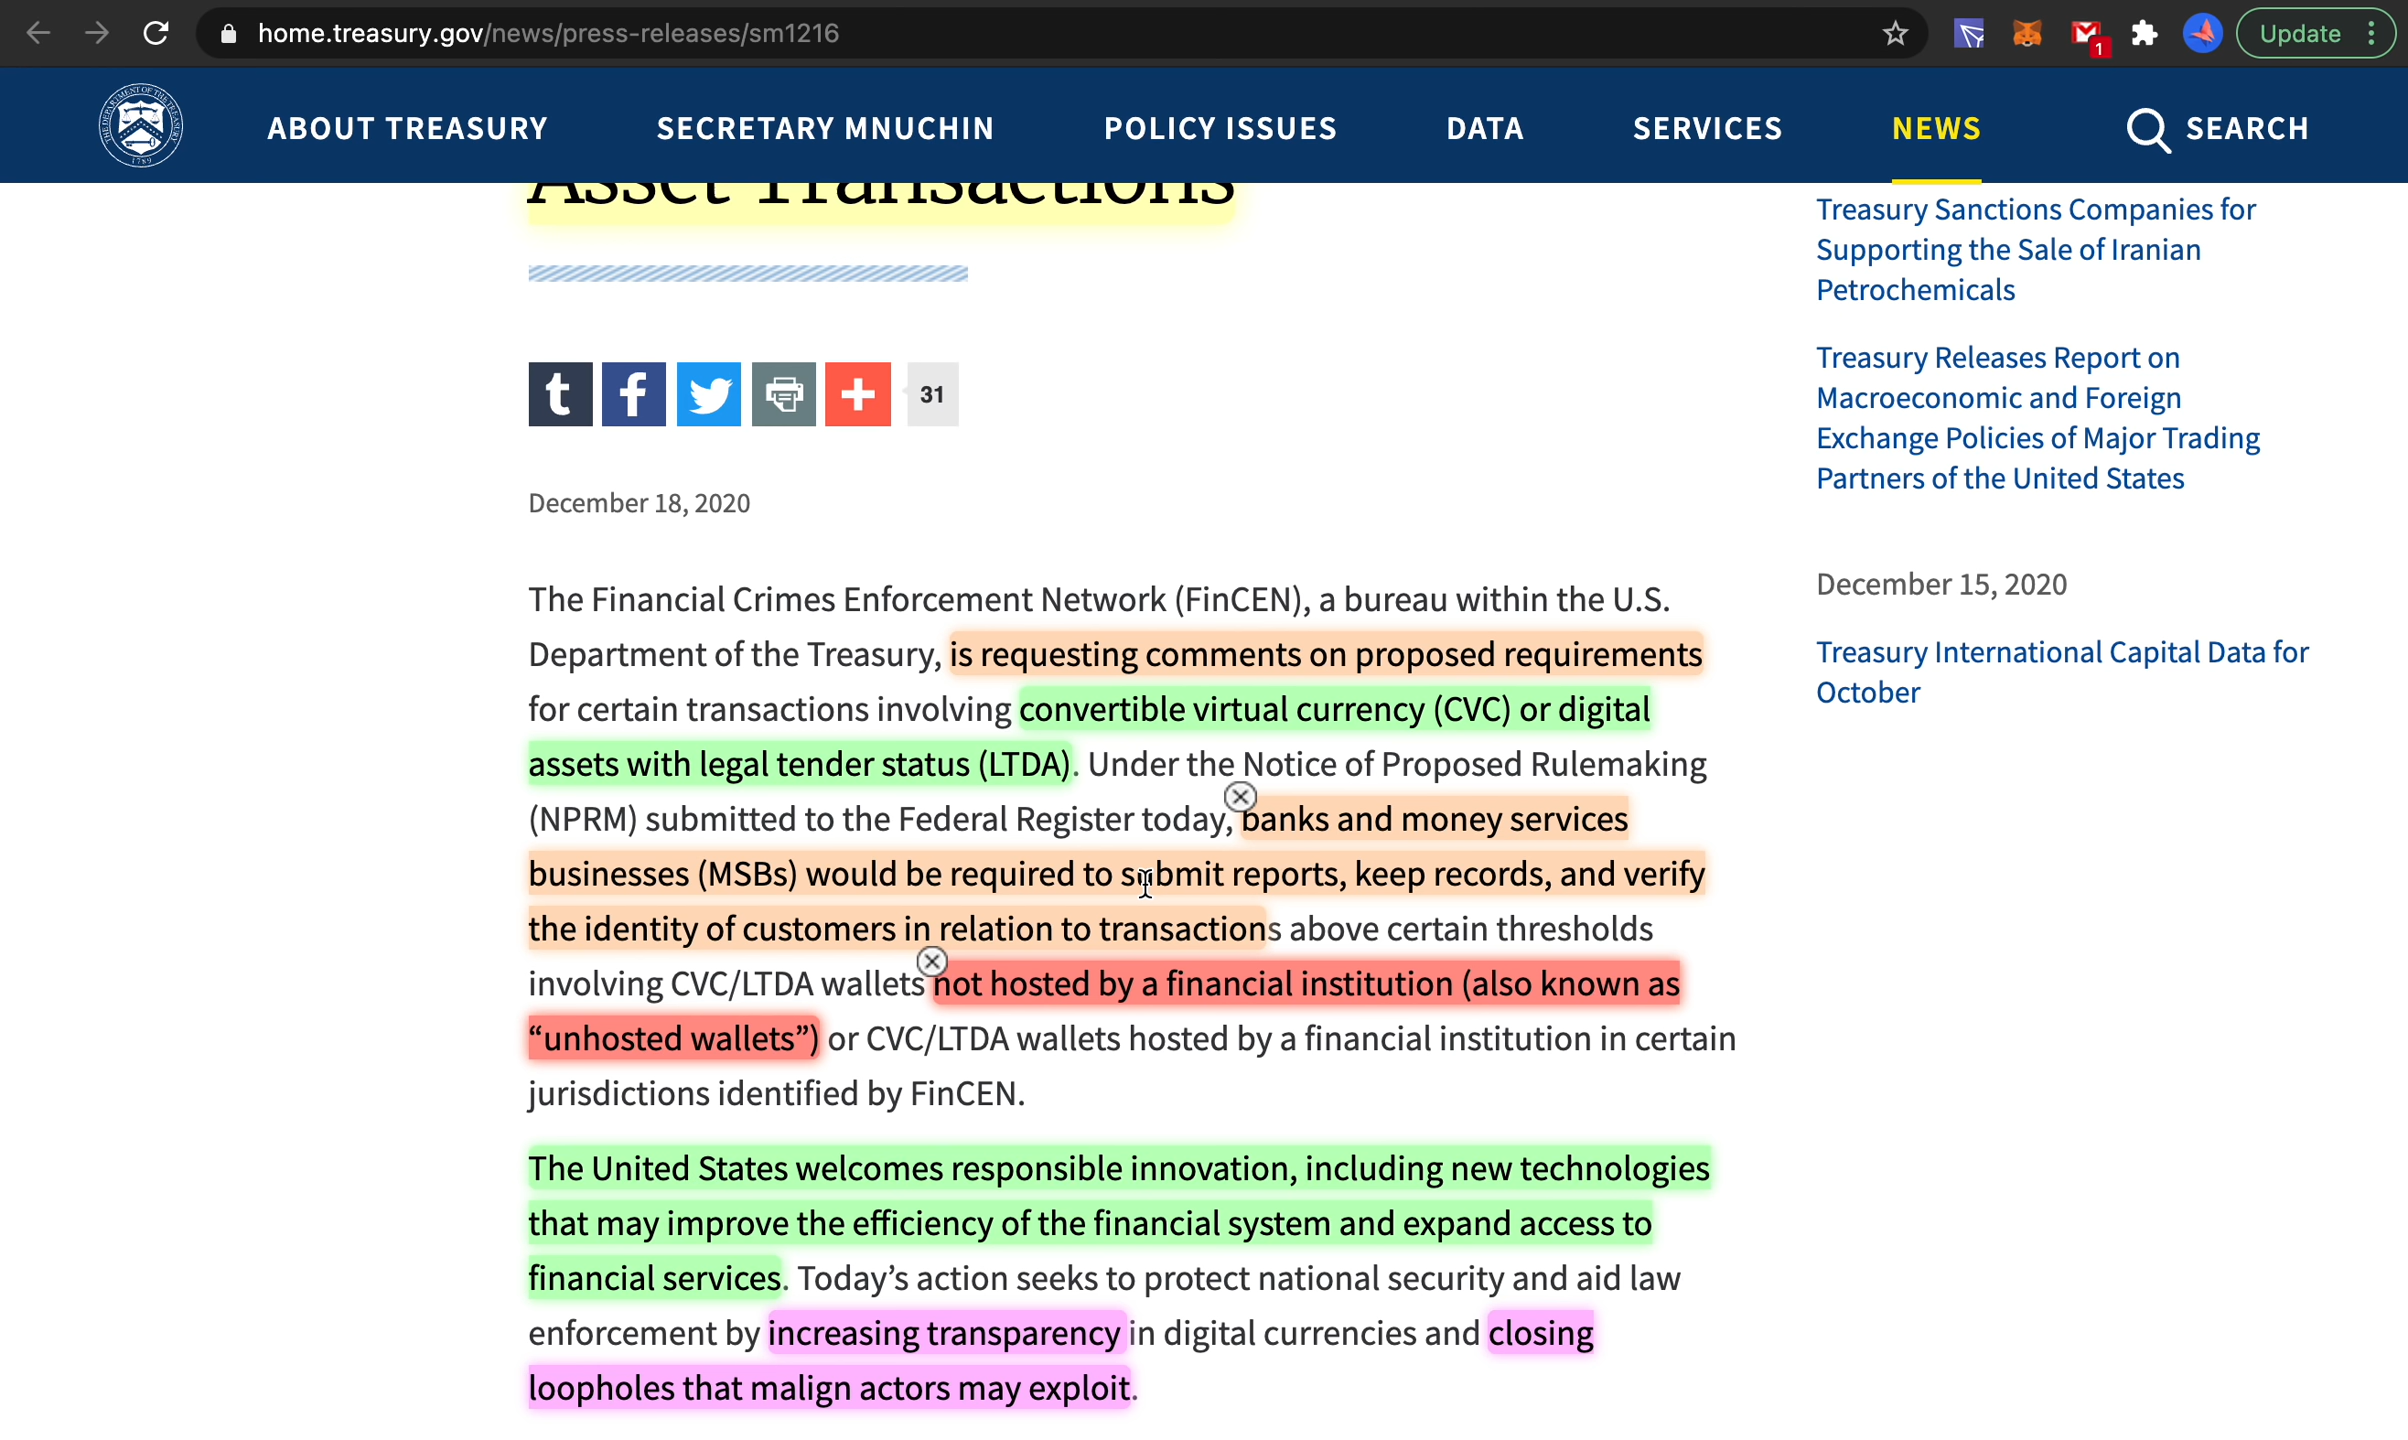 home.treasury.gov/news/press-releases/sm1216
1
Update
THE DEPARTMENT OF THE TREASURY
1789
ABOUT TREASURY
SECRETARY MNUCHIN
POLICY ISSUES
DATA
SERVICES
NEWS
SEARCH
Asset Transactions
31
December 18, 2020
The Financial Crimes Enforcement Network (FinCEN), a bureau within the U.S.
Department of the Treasury, is requesting comments on proposed requirements
for certain transactions involving convertible virtual currency (CVC) or digital
assets with legal tender status (LTDA). Under the Notice of Proposed Rulemaking
(NPRM) submitted to the Federal Register today, banks and money services
businesses (MSBs) would be required to submit reports, keep records, and verify
the identity of customers in relation to transactions above certain thresholds
involving CVC/LTDA wallets not hosted by a financial institution (also known as
“unhosted wallets”) or CVC/LTDA wallets hosted by a financial institution in certain
jurisdictions identified by FinCEN.
The United States welcomes responsible innovation, including new technologies
that may improve the efficiency of the financial system and expand access to
financial services. Today’s action seeks to protect national security and aid law
enforcement by increasing transparency in digital currencies and closing
loopholes that malign actors may exploit.
Treasury Sanctions Companies for
Supporting the Sale of Iranian
Petrochemicals
Treasury Releases Report on
Macroeconomic and Foreign
Exchange Policies of Major Trading
Partners of the United States
December 15, 2020
Treasury International Capital Data for
October